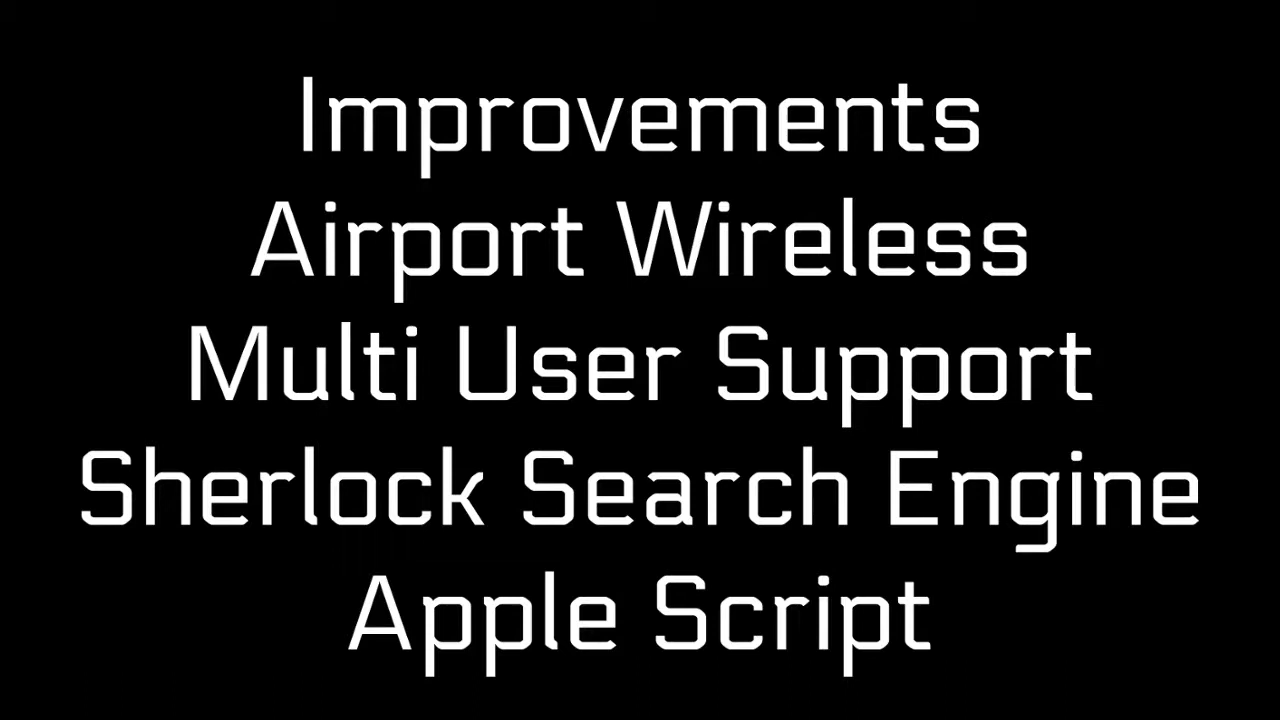 Improvements
Airport Wireless
Multi User Support
Sherlock Search Engine
Apple Script